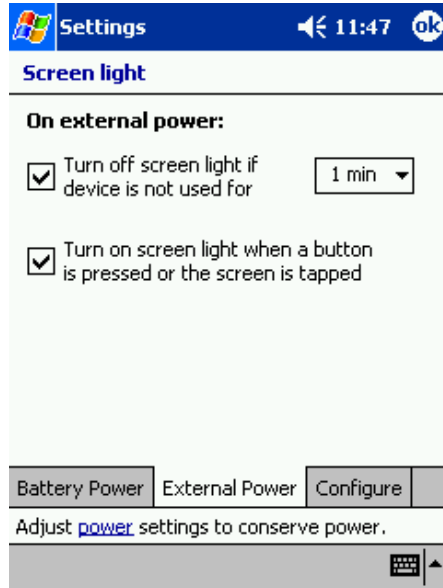 Settings 11:47 ok
Screen light
On external power:
Turn off screen light if
device is not used for
1 min
Turn on screen light when a button
is pressed or the screen is tapped
Battery Power External Power Configure
Adjust power settings to conserve power.